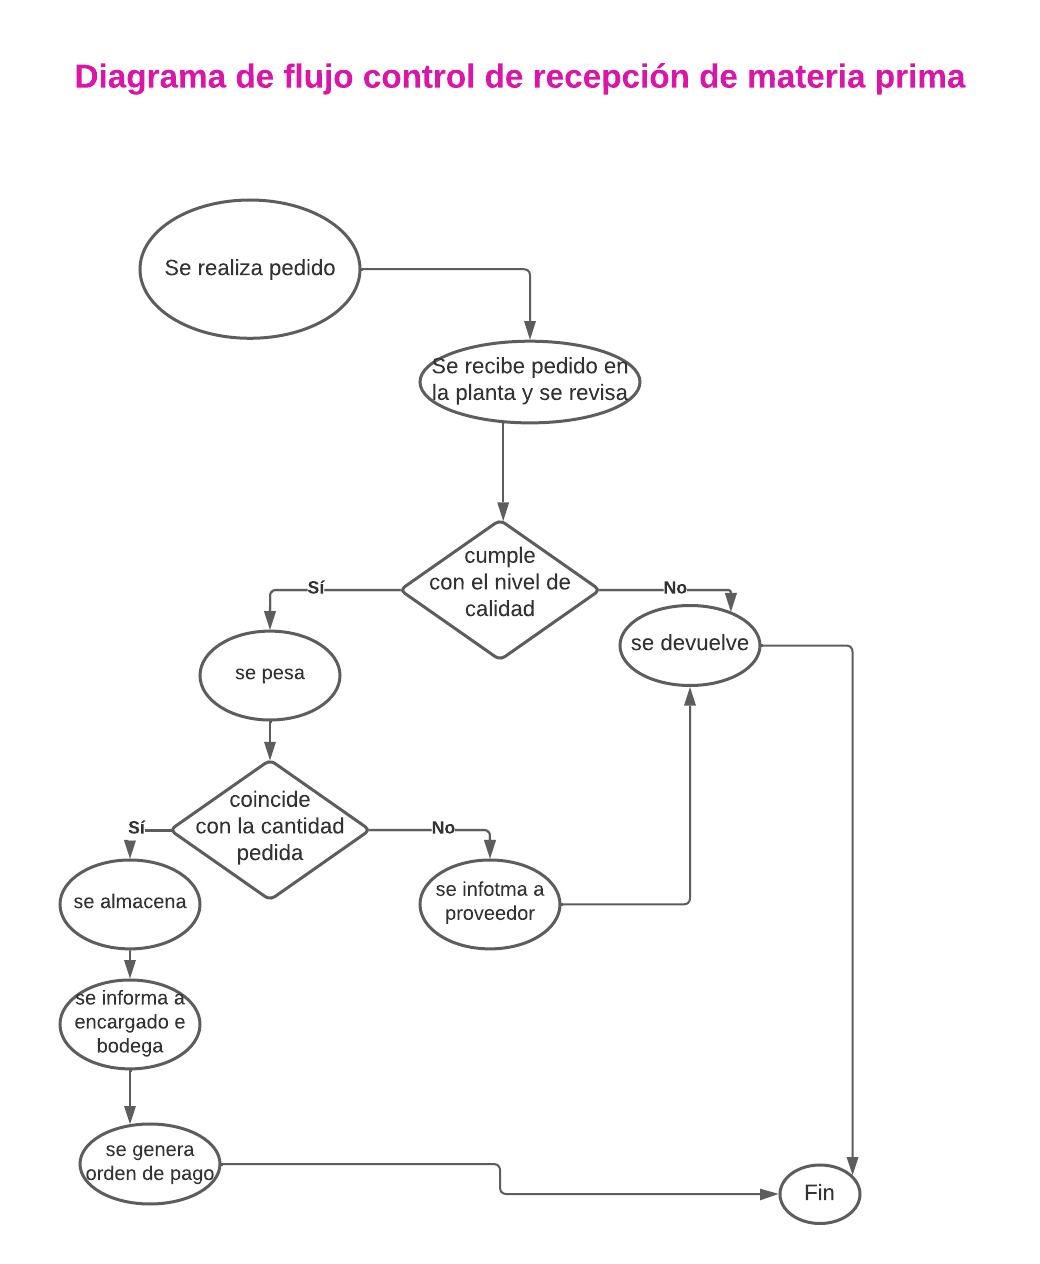 Diagrama de flujo control de recepción de materia prima
Se realiza pedido
Se recibe pedido en
la planta y se revisa
cumple
con el nivel de
calidad
Sí
No
se devuelve
se pesa
coincide
con la cantidad
pedida
Sí
No
se almacena
se infotma a
proveedor
se informa a
encargado e
bodega
se genera
orden de pago
Fin